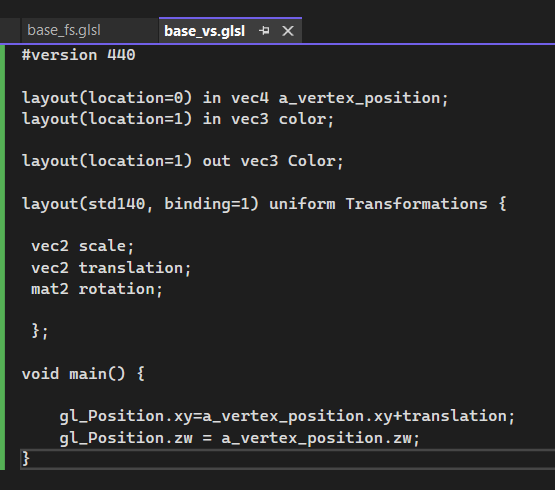 base_fs.glsl
base_vs.glsl
#version 440
layout(location=0) in vec4 a_vertex_position;
layout(location=1) in vec3 color;
layout(location=1) out vec3 Color;
layout(std140, binding=1) uniform Transformations {
vec2 scale;
vec2 translation;
mat2 rotation;
};
void main() {
gl_Position.xy=a_vertex_position.xy+translation;
gl_Position.zw = a_vertex_position.zw;
}